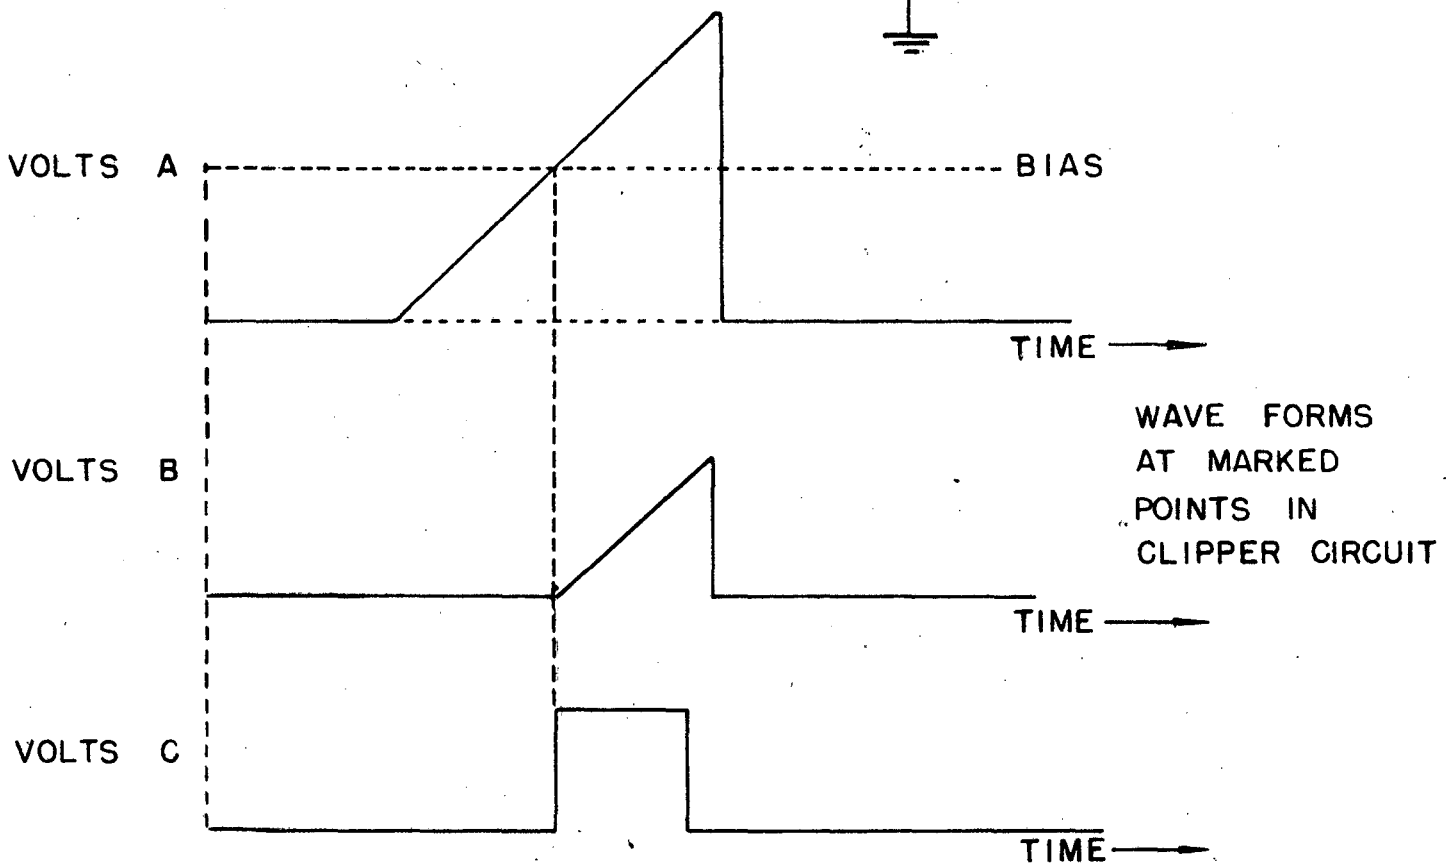 VOLTS A
BIAS
TIME
WAVE FORMS
AT MARKED
POINTS IN
CLIPPER CIRCUIT
VOLTS B
TIME
VOLTS C
TIME